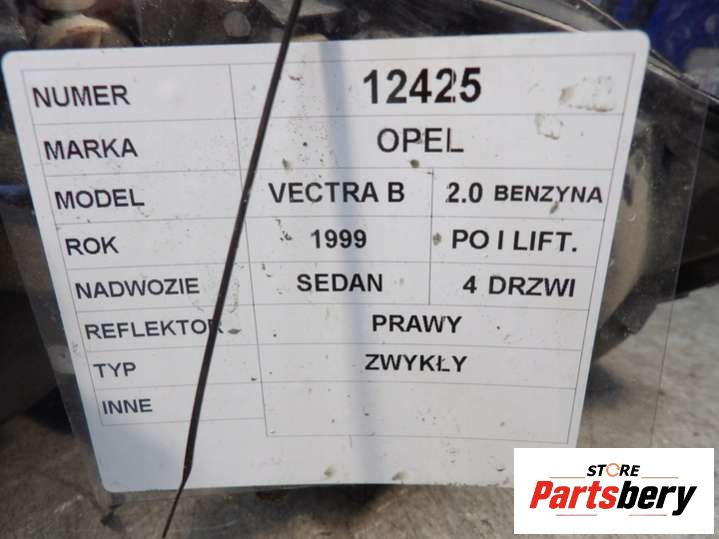 NUMER 12425
MARKA OPEL
MODEL VECTRA B 2.0 BENZYNA
ROK 1999 PO I LIFT.
NADWOZIE SEDAN 4 DRZWI
REFLEKTOR PRAWY
TYP ZWYKŁY
INNE
STORE
Partsbery